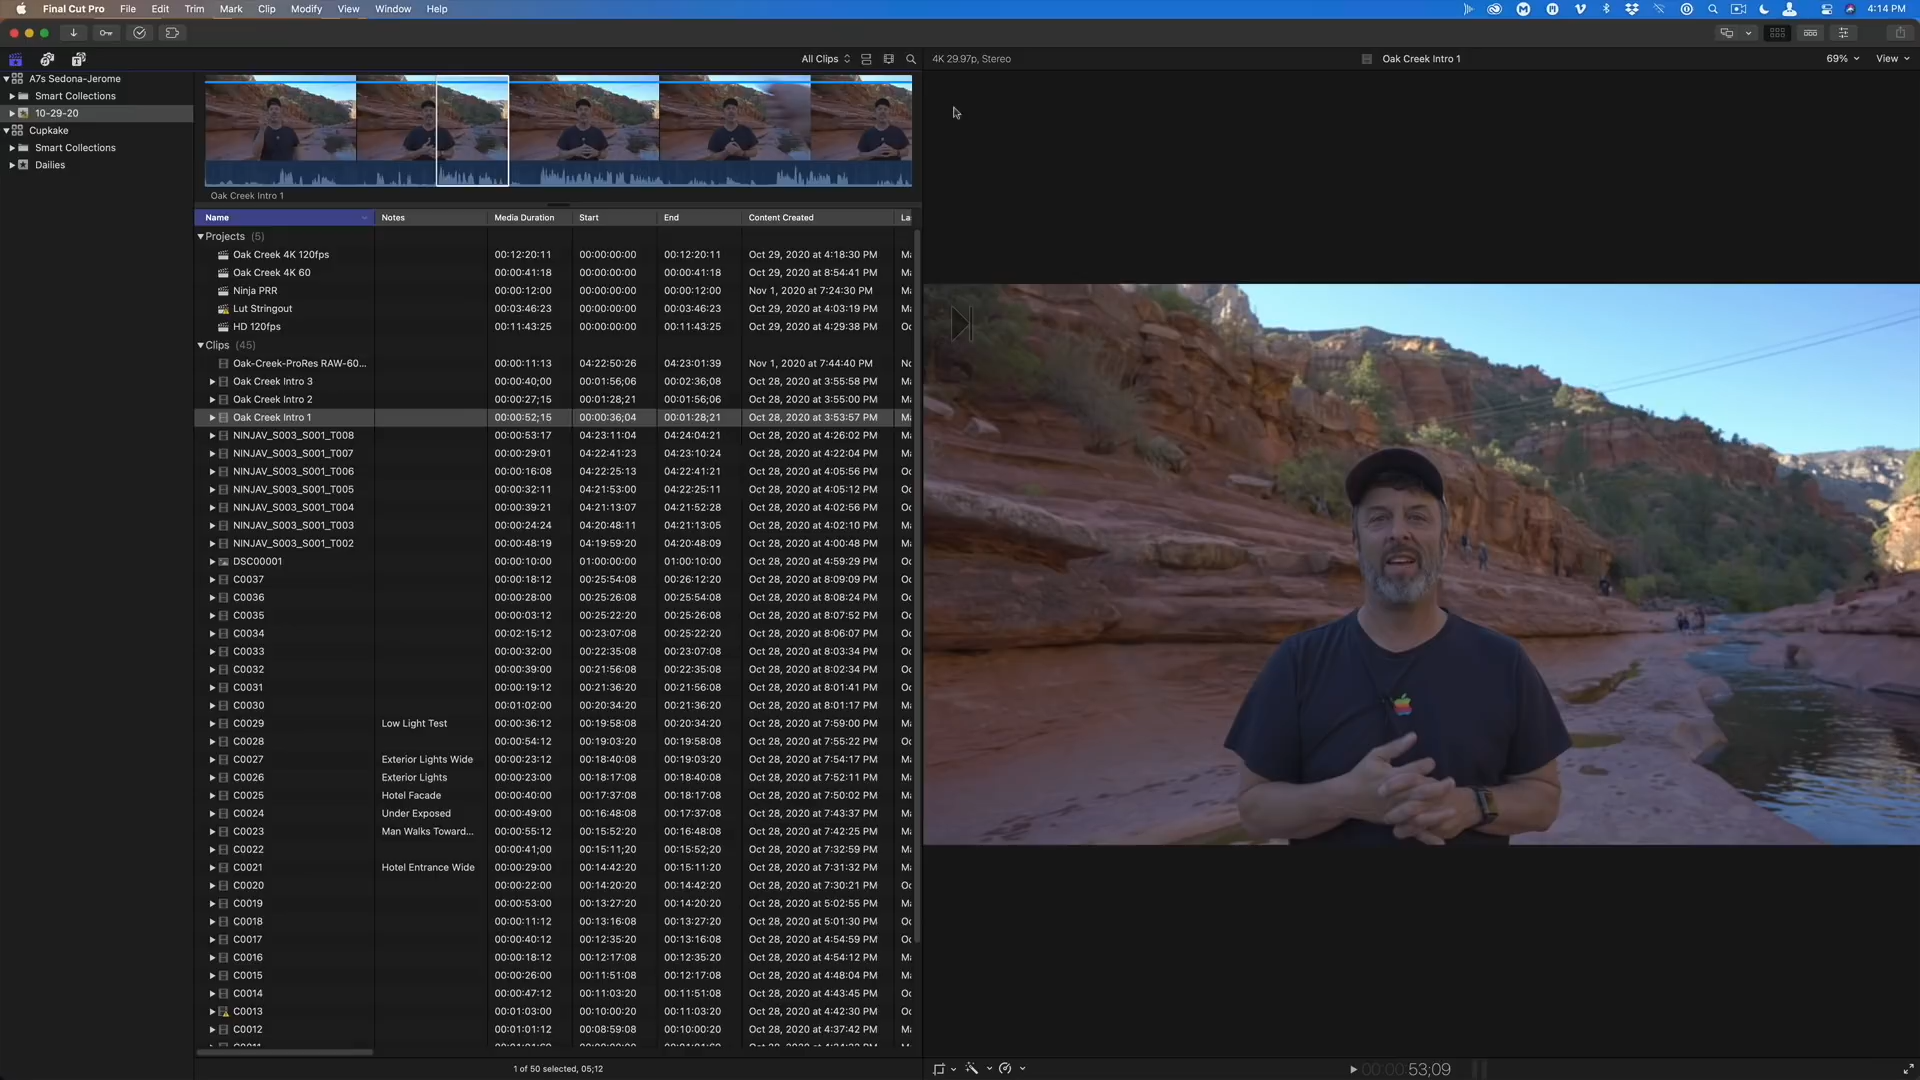 Final Cut Pro File Edit Trim Mark Clip Modify View Window Help 4:14 PM
All Clips 4K 29.97p, Stereo Oak Creek Intro 1 69% View
A7s Sedona-Jerome
Smart Collections
10-29-20
Cupkake
Smart Collections
Dailies
Oak Creek Intro 1
Name Notes Media Duration Start End Content Created La
Projects (5)
Oak Creek 4K 120fps 00:12:20:11 00:00:00:00 00:12:20:11 Oct 29, 2020 at 4:18:30 PM Ma
Oak Creek 4K 60 00:00:41:18 00:00:00:00 00:00:41:18 Oct 29, 2020 at 8:54:41 PM Ma
Ninja PRR 00:00:12:00 00:00:00:00 00:00:12:00 Nov 1, 2020 at 7:24:30 PM Ma
Lut Stringout 00:03:46:23 00:00:00:00 00:03:46:23 Oct 29, 2020 at 4:03:19 PM Ma
HD 120fps 00:11:43:25 00:00:00:00 00:11:43:25 Oct 29, 2020 at 4:29:38 PM Oc
Clips (45)
Oak-Creek-ProRes RAW-60... 00:00:11:13 04:22:50:26 04:23:01:39 Nov 1, 2020 at 7:44:40 PM No
Oak Creek Intro 3 00:00:40;00 00:01:56;06 00:02:36;08 Oct 28, 2020 at 3:55:58 PM Ma
Oak Creek Intro 2 00:00:27;15 00:01:28;21 00:01:56;06 Oct 28, 2020 at 3:55:00 PM Ma
Oak Creek Intro 1 00:00:52;15 00:00:36;04 00:01:28;21 Oct 28, 2020 at 3:53:57 PM Ma
NINJAV_S003_S001_T008 00:00:53:17 04:23:11:04 04:24:04:21 Oct 28, 2020 at 4:26:02 PM Ma
NINJAV_S003_S001_T007 00:00:29:01 04:22:41:23 04:23:10:24 Oct 28, 2020 at 4:22:04 PM Ma
NINJAV_S003_S001_T006 00:00:16:08 04:22:25:13 04:22:41:21 Oct 28, 2020 at 4:05:56 PM Oc
NINJAV_S003_S001_T005 00:00:32:11 04:21:53:00 04:22:25:11 Oct 28, 2020 at 4:05:12 PM Oc
NINJAV_S003_S001_T004 00:00:39:21 04:21:13:07 04:21:52:28 Oct 28, 2020 at 4:02:56 PM Oc
NINJAV_S003_S001_T003 00:00:24:24 04:20:48:11 04:21:13:05 Oct 28, 2020 at 4:02:10 PM Ma
NINJAV_S003_S001_T002 00:00:48:19 04:19:59:20 04:20:48:09 Oct 28, 2020 at 4:00:48 PM Ma
DSC00001 00:00:10:00 01:00:00:00 01:00:10:00 Oct 28, 2020 at 4:59:29 PM Oc
C0037 00:00:18:12 00:25:54:08 00:26:12:20 Oct 28, 2020 at 8:09:09 PM Ma
C0036 00:00:28:00 00:25:26:08 00:25:54:08 Oct 28, 2020 at 8:08:24 PM Ma
C0035 00:00:03:12 00:25:22:20 00:25:26:08 Oct 28, 2020 at 8:07:52 PM Ma
C0034 00:02:15:12 00:23:07:08 00:25:22:20 Oct 28, 2020 at 8:06:07 PM Ma
C0033 00:00:32:00 00:22:35:08 00:23:07:08 Oct 28, 2020 at 8:03:34 PM Ma
C0032 00:00:39:00 00:21:56:08 00:22:35:08 Oct 28, 2020 at 8:02:34 PM Ma
C0031 00:00:19:12 00:21:36:20 00:21:56:08 Oct 28, 2020 at 8:01:41 PM Ma
C0030 00:01:02:00 00:20:34:20 00:21:36:20 Oct 28, 2020 at 8:01:17 PM Ma
C0029 Low Light Test 00:00:36:12 00:19:58:08 00:20:34:20 Oct 28, 2020 at 7:59:00 PM Ma
C0028 00:00:54:12 00:19:03:20 00:19:58:08 Oct 28, 2020 at 7:55:22 PM Ma
C0027 Exterior Lights Wide 00:00:23:12 00:18:40:08 00:19:03:20 Oct 28, 2020 at 7:54:17 PM Ma
C0026 Exterior Lights 00:00:23:00 00:18:17:08 00:18:40:08 Oct 28, 2020 at 7:52:11 PM Ma
C0025 Hotel Facade 00:00:40:00 00:17:37:08 00:18:17:08 Oct 28, 2020 at 7:50:02 PM Ma
C0024 Under Exposed 00:00:49:00 00:16:48:08 00:17:37:08 Oct 28, 2020 at 7:43:37 PM Ma
C0023 Man Walks Toward... 00:00:55:12 00:15:52:20 00:16:48:08 Oct 28, 2020 at 7:42:25 PM Ma
C0022 00:00:41;00 00:15:11;20 00:15:52;20 Oct 28, 2020 at 7:32:59 PM Ma
C0021 Hotel Entrance Wide 00:00:29:00 00:14:42:20 00:15:11:20 Oct 28, 2020 at 7:31:32 PM Ma
C0020 00:00:22:00 00:14:20:20 00:14:42:20 Oct 28, 2020 at 7:30:21 PM Oc
C0019 00:00:53:00 00:13:27:20 00:14:20:20 Oct 28, 2020 at 5:02:55 PM Oc
C0018 00:00:11:12 00:13:16:08 00:13:27:20 Oct 28, 2020 at 5:01:30 PM Oc
C0017 00:00:40:12 00:12:35:20 00:13:16:08 Oct 28, 2020 at 4:54:59 PM Oc
C0016 00:00:18:12 00:12:17:08 00:12:35:20 Oct 28, 2020 at 4:54:12 PM Ma
C0015 00:00:26:00 00:11:51:08 00:12:17:08 Oct 28, 2020 at 4:48:04 PM Oc
C0014 00:00:47:12 00:11:03:20 00:11:51:08 Oct 28, 2020 at 4:43:45 PM Oc
C0013 00:01:03:00 00:10:00:20 00:11:03:20 Oct 28, 2020 at 4:42:30 PM Oc
C0012 00:01:01:12 00:08:59:08 00:10:00:20 Oct 28, 2020 at 4:37:42 PM Ma
1 of 50 selected, 05;12 00:00:53;09